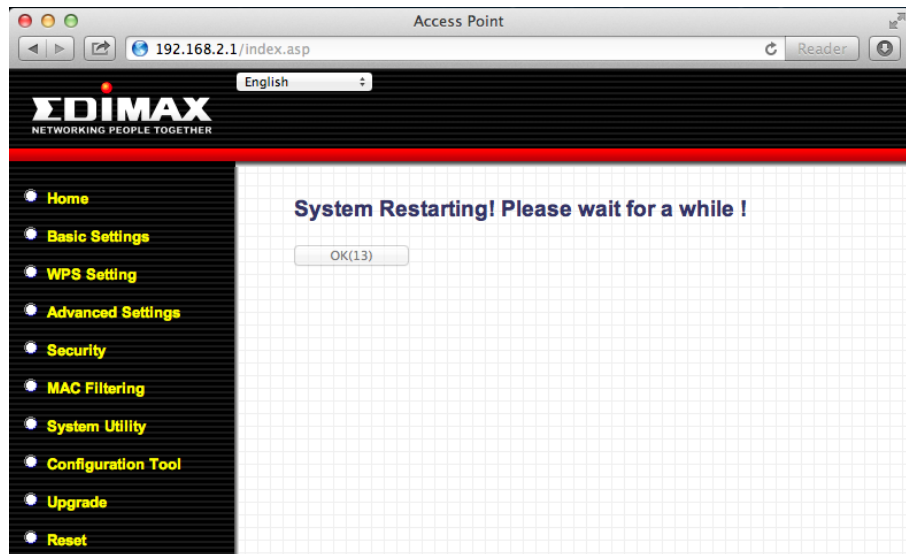 Access Point
192.168.2.1/index.asp
Reader
English
EDIMAX
NETWORKING PEOPLE TOGETHER
Home
Basic Settings
WPS Setting
Advanced Settings
Security
MAC Filtering
System Utility
Configuration Tool
Upgrade
Reset
System Restarting! Please wait for a while !
OK(13)